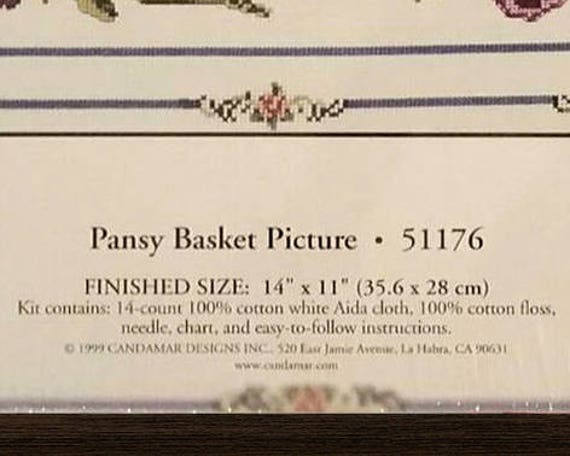 Pansy Basket Picture • 51176
FINISHED SIZE: 14" x 11" (35.6 x 28 cm)
Kit contains: 14-count 100% cotton white Aida cloth, 100% cotton floss,
needle, chart, and easy-to-follow instructions.
© 1999 CANDAMAR DESIGNS INC., 520 East Jamie Avenue, La Habra, CA 90631
www.candamar.com